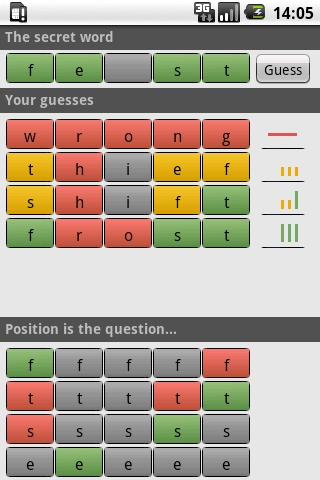 3G 14:05
The secret word
f e s t Guess
Your guesses
w r o n g
t h i e f
s h i f t
f r o s t
Position is the question...
f f f f f
t t t t t
s s s s s
e e e e e